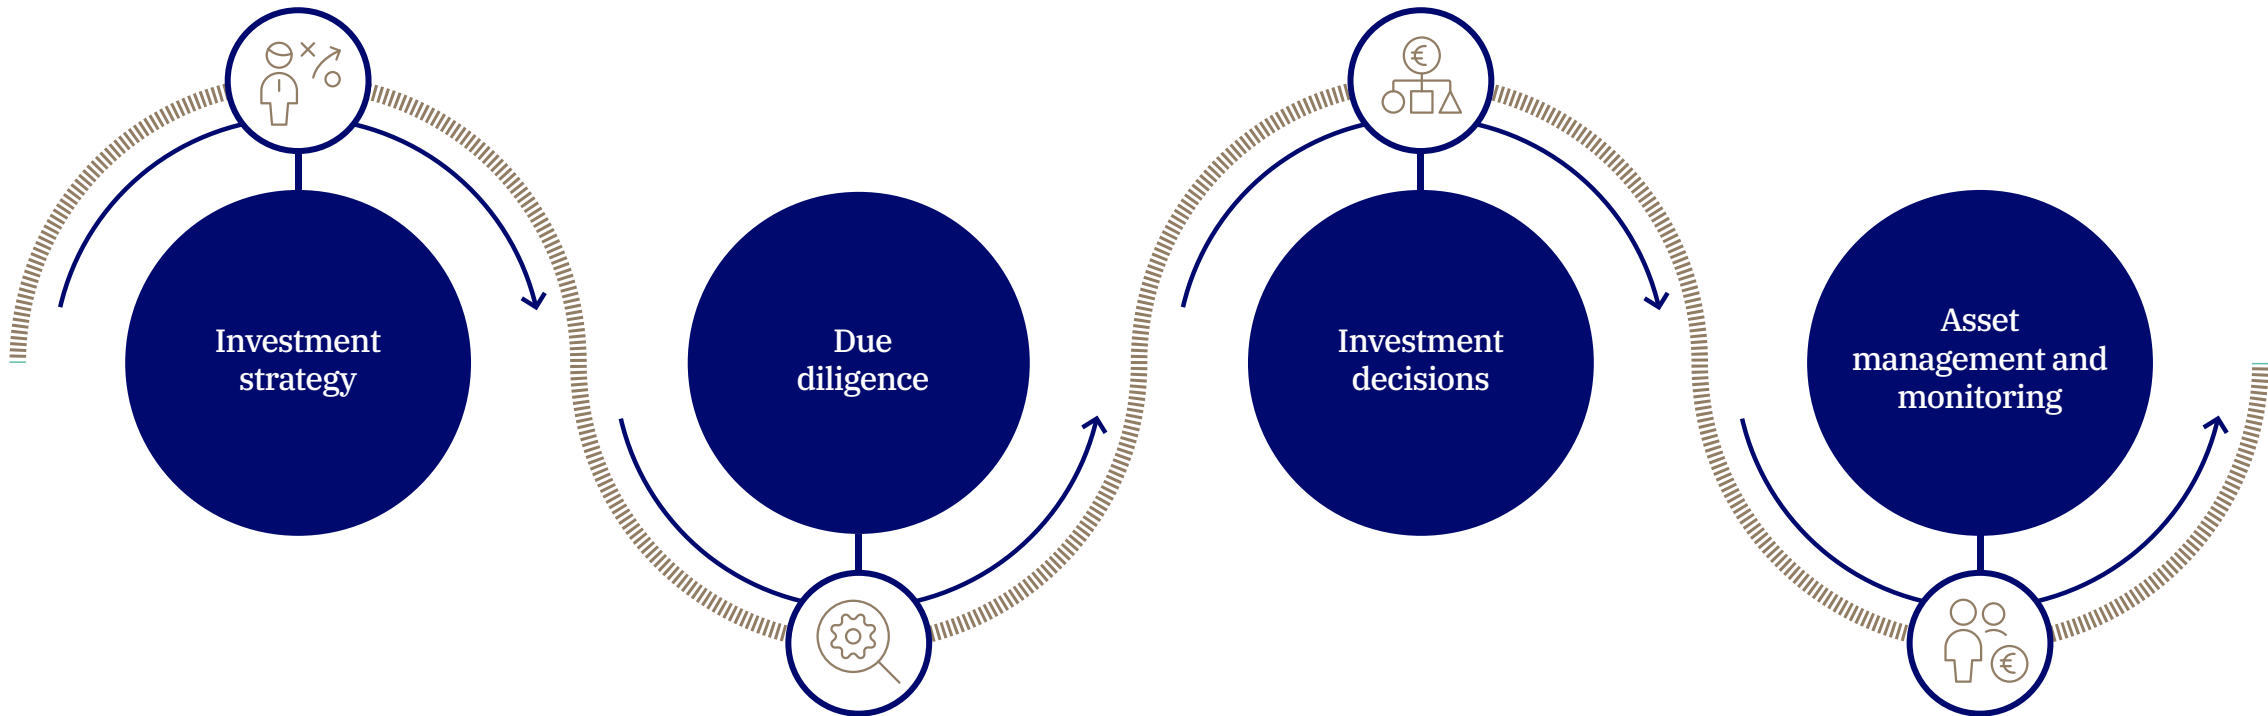 Investment
strategy
Due
diligence
Investment
decisions
Asset
management and
monitoring